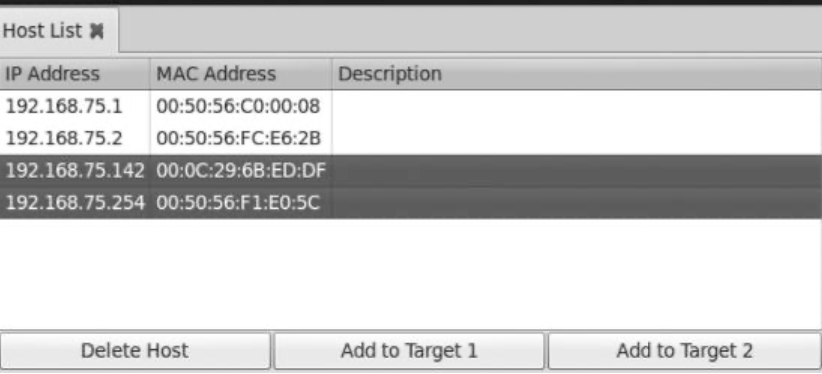 Host List ✖
IP Address MAC Address Description
192.168.75.1 00:50:56:C0:00:08
192.168.75.2 00:50:56:FC:E6:2B
192.168.75.142 00:0C:29:6B:ED:DF
192.168.75.254 00:50:56:F1:E0:5C
Delete Host Add to Target 1 Add to Target 2